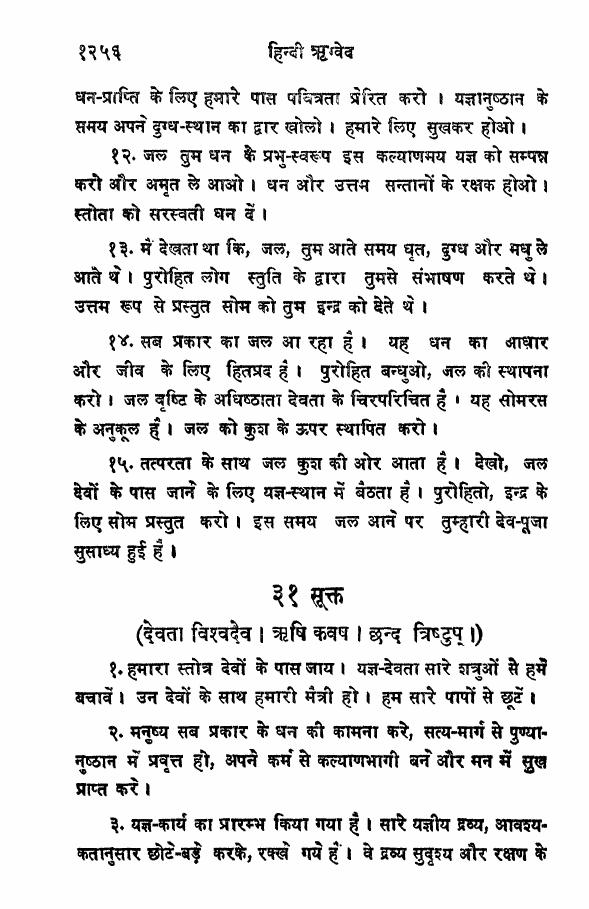 १२५६ हिन्दी ऋग्वेद
धन-प्राप्ति के लिए हमारे पास पवित्रता प्रेरित करो । यज्ञानुष्ठान के
समय अपने दुग्ध-स्थान का द्वार खोलो । हमारे लिए सुखकर होओ ।
१२. जल तुम धन के प्रभु-स्वरूप इस कल्याणमय यज्ञ को सम्पन्न
करो और अमृत ले आओ । धन और उत्तम सन्तानों के रक्षक होओ ।
स्तोता को सरस्वती धन दें ।
१३. मैं देखता था कि, जल, तुम आते समय घृत, दुग्ध और मधु ले
आते थे । पुरोहित लोग स्तुति के द्वारा तुमसे संभाषण करते थे ।
उत्तम रूप से प्रस्तुत सोम को तुम इन्द्र को देते थे ।
१४. सब प्रकार का जल आ रहा है । यह धन का आधार
और जीव के लिए हितप्रद है । पुरोहित बन्धुओ, जल की स्थापना
करो । जल वृष्टि के अधिष्ठाता देवता के चिरपरिचित है । यह सोमरस
के अनुकूल है । जल को कुश के ऊपर स्थापित करो ।
१५. तत्परता के साथ जल कुश की ओर आता है । देखो, जल
देवों के पास जाने के लिए यज्ञ-स्थान में बैठता है । पुरोहितो, इन्द्र के
लिए सोम प्रस्तुत करो । इस समय जल आने पर तुम्हारी देव-पूजा
सुसाध्य हुई है ।
३१ सूक्त
(देवता विश्वदैव । ऋषि कवष । छन्द त्रिष्टुप् ।)
१. हमारा स्तोत्र देवों के पास जाय । यज्ञ-देवता सारे शत्रुओं से हमें
बचावें । उन देवों के साथ हमारी मैत्री हो । हम सारे पापों से छूटें ।
२. मनुष्य सब प्रकार के धन की कामना करे, सत्य-मार्ग से पुण्या-
नुष्ठान में प्रवृत्त हो, अपने कर्म से कल्याणभागी बने और मन में सुख
प्राप्त करे ।
३. यज्ञ-कार्य का प्रारम्भ किया गया है । सारे यज्ञीय द्रव्य, आवश्य-
कतानुसार छोटे-बड़े करके, रक्खे गये हैं । वे द्रव्य सुदृश्य और रक्षण के